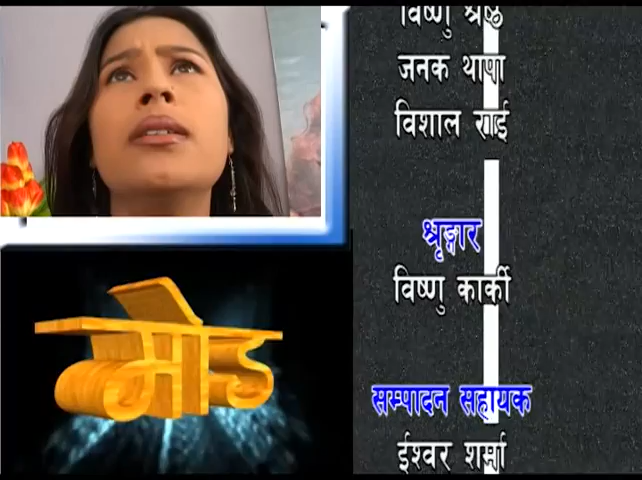 विष्णु श्रेष्ठ
जनक थापा
विशाल राई
श्रृङ्गार
विष्णु कार्की
सम्पादन सहायक
ईश्वर शर्मा
मोड